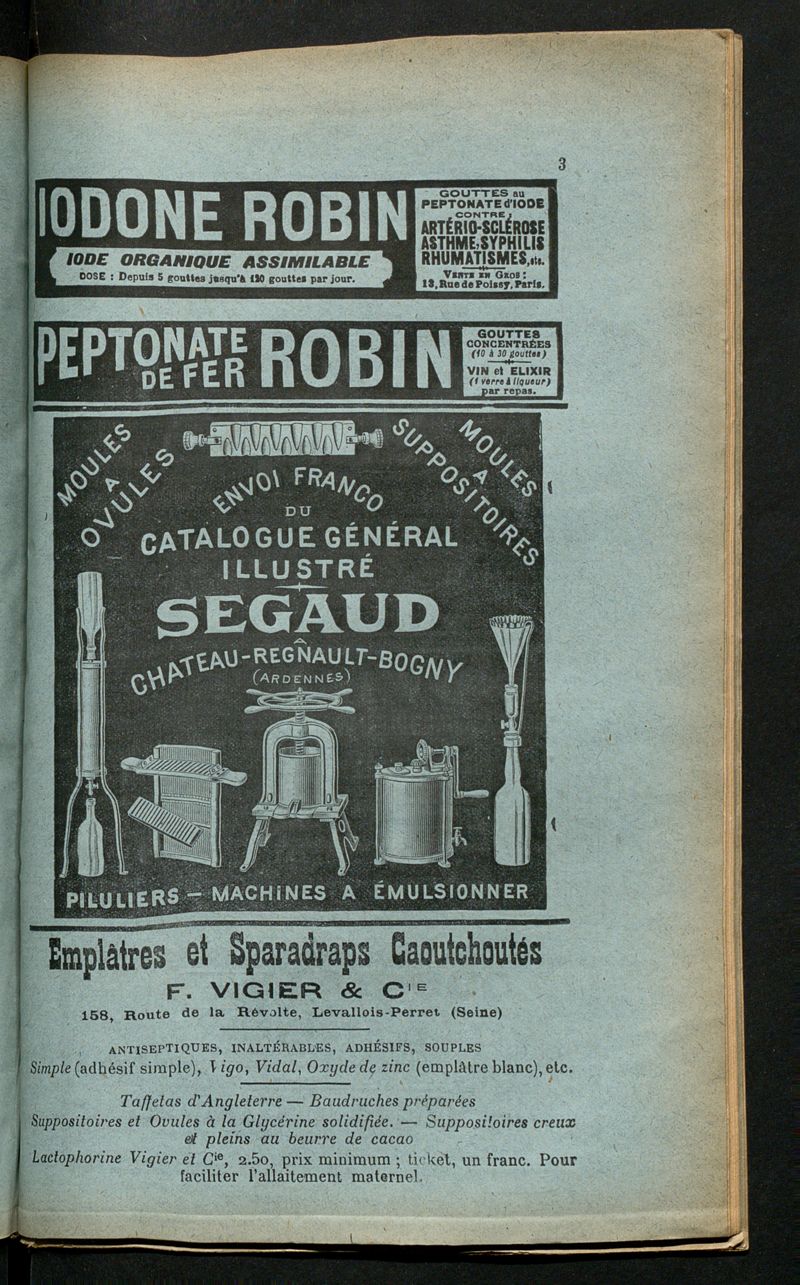 3
IODONE ROBIN
IODE ORGANIQUE ASSIMILABLE
DOSE : Depuis 5 gouttes jusqu'à 120 gouttes par jour.
GOUTTES au
PEPTONATE d'IODE
CONTRE :
ARTÉRIO-SCLÉROSE
ASTHME, SYPHILIS
RHUMATISMES, etc.
VENTE EN GROS :
13, Rue de Poissy, Paris.
PEPTONATE
DE FER
ROBIN
GOUTTES
CONCENTRÉES
(10 à 30 gouttes)
VIN et ELIXIR
(1 verre à liqueur)
par repas.
MOULES
A
OVULES
MOULES
A
SUPPOSITOIRES
ENVOI FRANCO
DU
CATALOGUE GÉNÉRAL
ILLUSTRÉ
SEGAUD
A
CHATEAU-REGNAULT-BOGNY
(ARDENNES)
PILULIERS – MACHINES A ÉMULSIONNER
Emplâtres et Sparadraps Caoutchoutés
F. VIGIER & CIE
158, Route de la Révolte, Levallois-Perret (Seine)
ANTISEPTIQUES, INALTÉRABLES, ADHÉSIFS, SOUPLES
Simple (adhésif simple), Vigo, Vidal, Oxyde de zinc (emplâtre blanc), etc.
Taffetas d'Angleterre — Baudruches préparées
Suppositoires et Ovules à la Glycérine solidifiée. — Suppositoires creux
et pleins au beurre de cacao
Lactophorine Vigier et Cie, 2.50, prix minimum ; ticket, un franc. Pour
faciliter l'allaitement maternel.